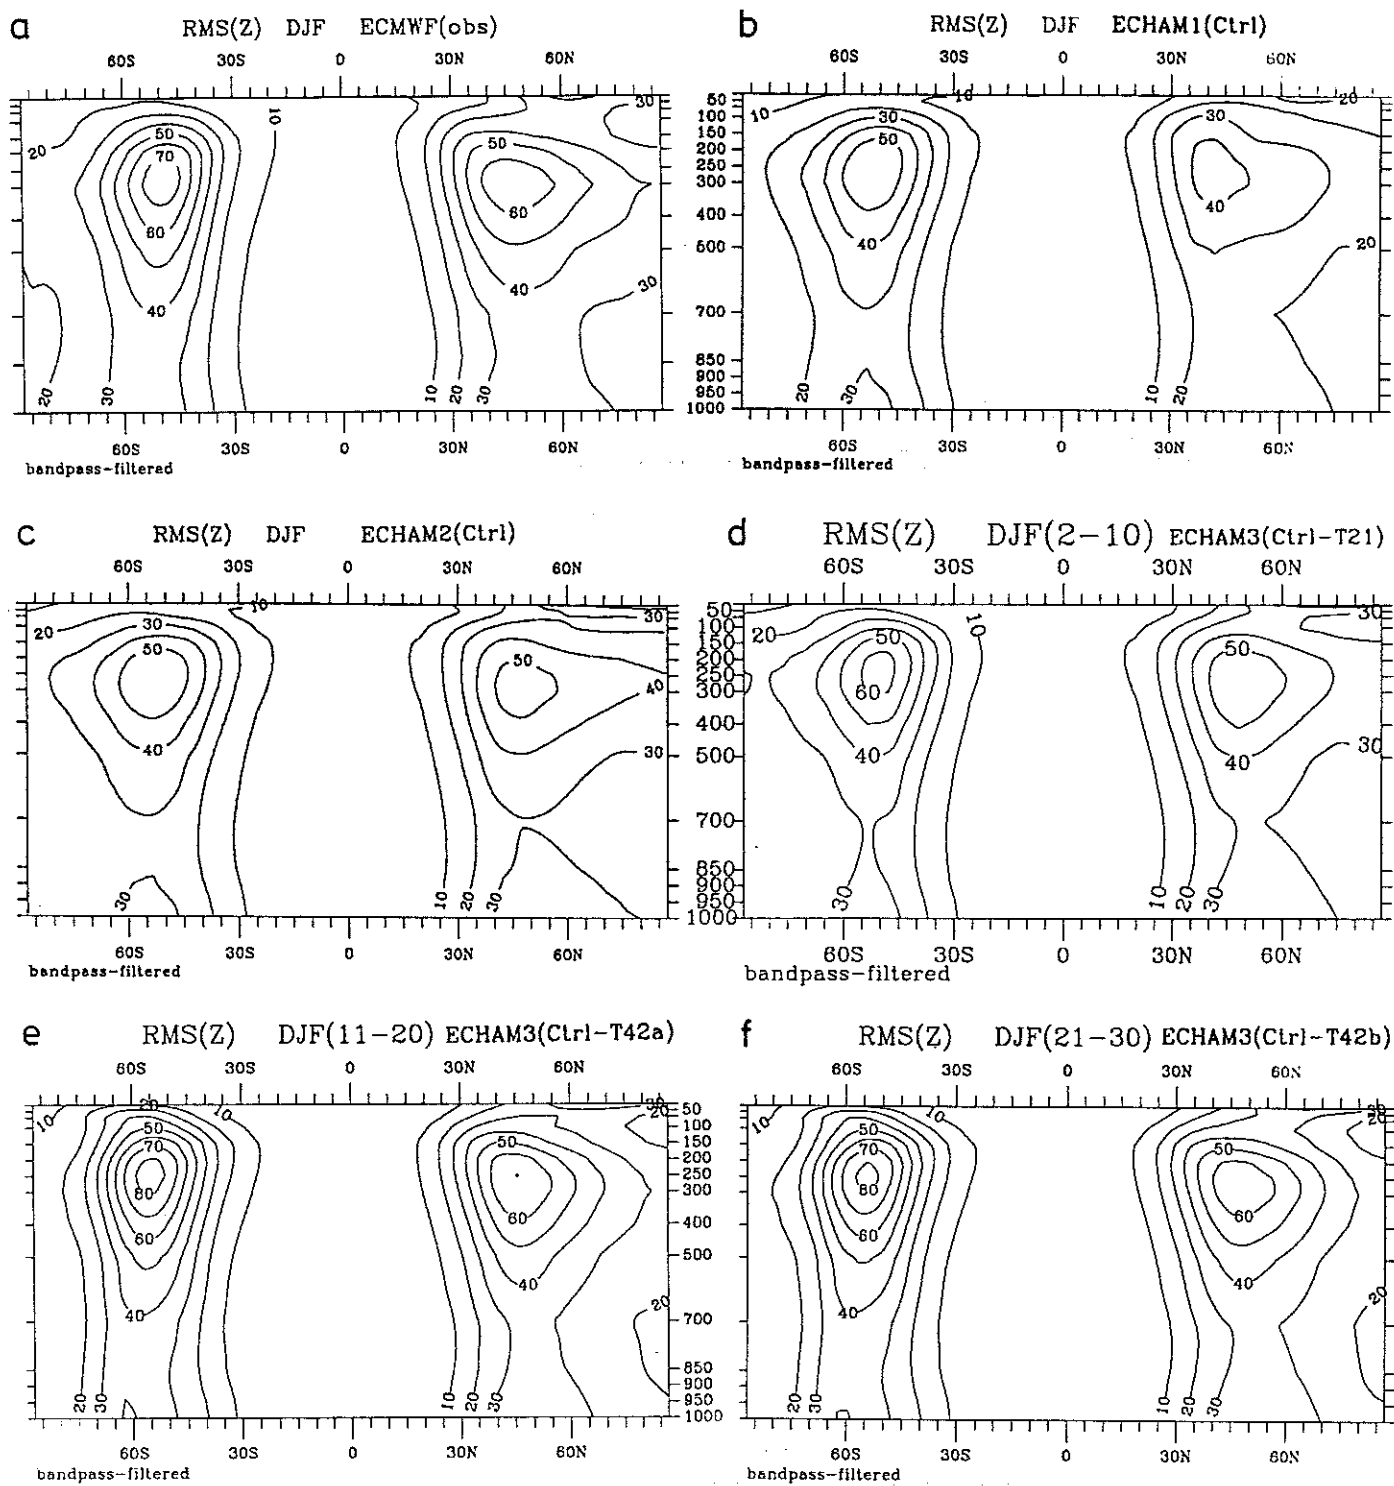 a RMS(Z) DJF ECMWF(obs)
60S 30S 0 30N 60N
10 30
50
70
20
50
60
60
40
40
30
20 30 10 20 30
60S 30S 0 30N 60N
bandpass-filtered
b RMS(Z) DJF ECHAM1(Ctrl)
60S 30S 0 30N 60N
50 10 10 20
100 30 30
150 50
200
250
300
400 40 40
500 20
700
850
900 20 30 10 20
950
1000
60S 30S 0 30N 60N
bandpass-filtered
c RMS(Z) DJF ECHAM2(Ctrl)
60S 30S 0 30N 60N
10 30
20 30
50 50
40
40 30
30 10 20 30
60S 30S 0 30N 60N
bandpass-filtered
d RMS(Z) DJF(2-10) ECHAM3(Ctrl-T21)
60S 30S 0 30N 60N
50 30
100 10
150 20 50 50
200
250
300 60
400
500 40 40 30
700
850
900 30 10 20 30
950
1000
60S 30S 0 30N 60N
bandpass-filtered
e RMS(Z) DJF(11-20) ECHAM3(Ctrl-T42a)
60S 30S 0 30N 60N
10 20 10 30 50
50 20 100
70 50 150
200
250
80 300
60 60 400
500
40 40
20 700
850
20 30 10 20 30 900
950
1000
60S 30S 0 30N 60N
bandpass-filtered
f RMS(Z) DJF(21-30) ECHAM3(Ctrl-T42b)
60S 30S 0 30N 60N
10 10 20
50
70 50
80
60 60
40 40
20
20 30 10 20 30
60S 30S 0 30N 60N
bandpass-filtered